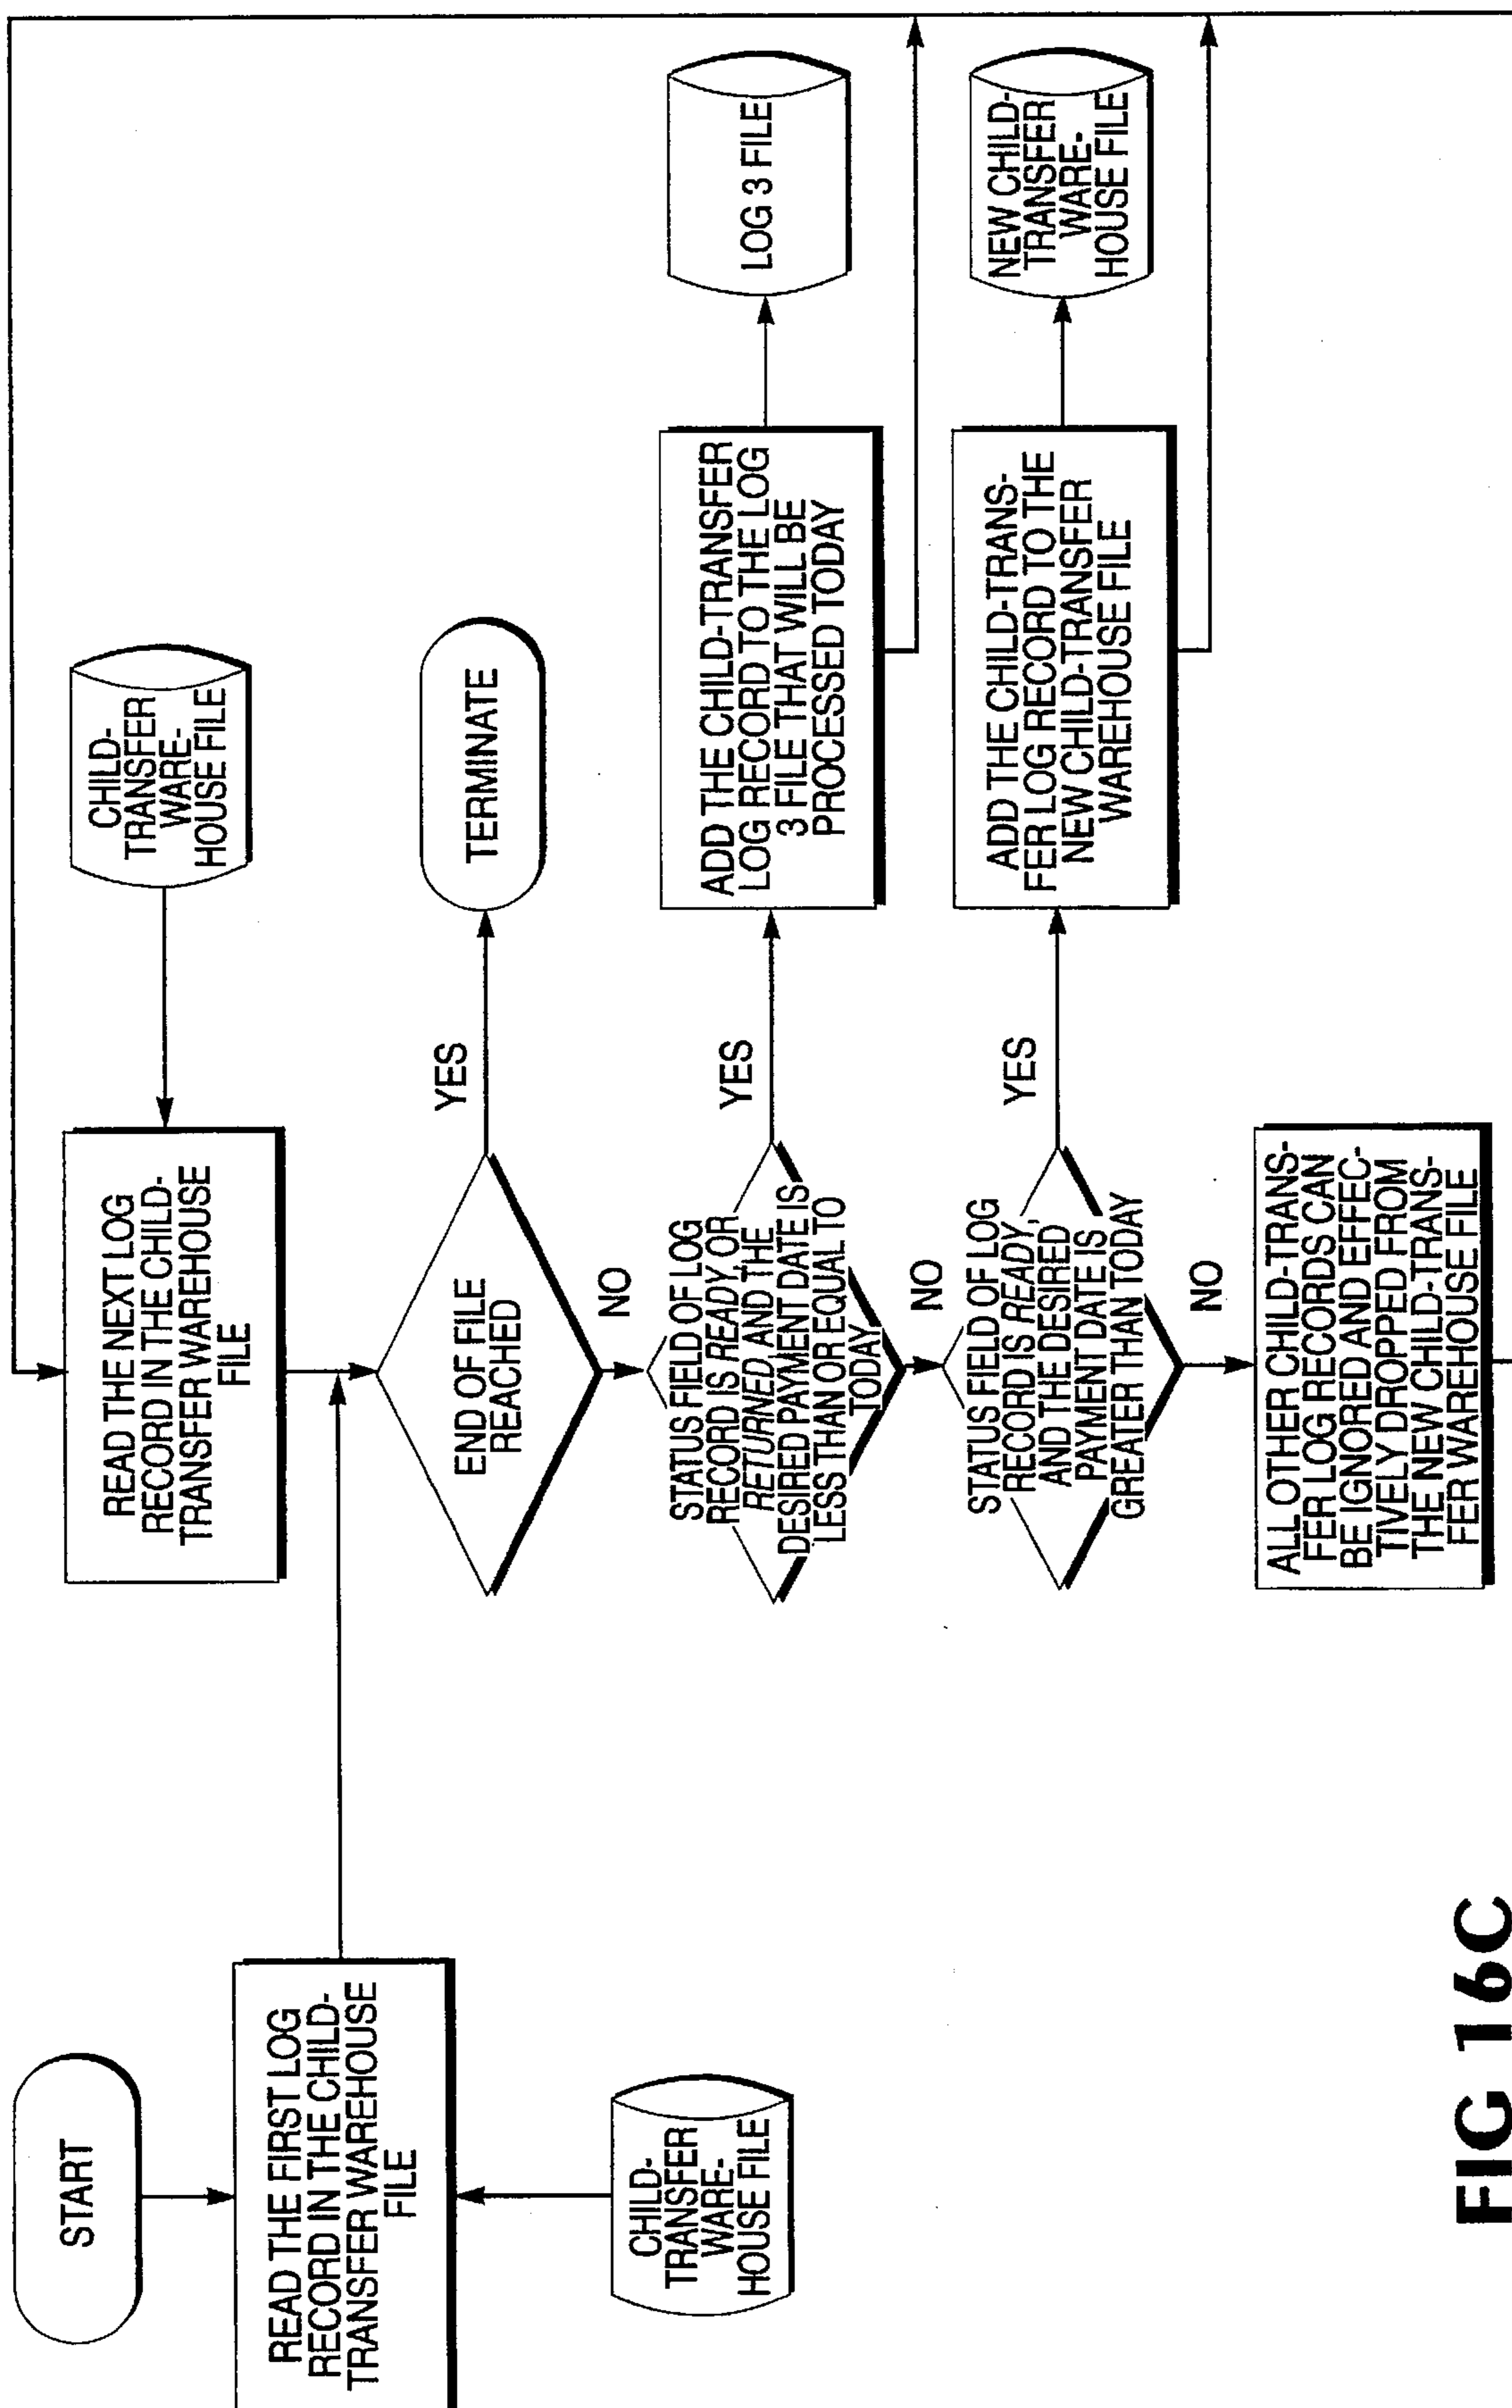 START
READ THE FIRST LOG
RECORD IN THE CHILD-
TRANSFER WAREHOUSE
FILE
CHILD-
TRANSFER
WARE-
HOUSE FILE
READ THE NEXT LOG
RECORD IN THE CHILD-
TRANSFER WAREHOUSE
FILE
CHILD-
TRANSFER
WARE-
HOUSE FILE
END OF FILE
REACHED
YES
TERMINATE
NO
STATUS FIELD OF LOG
RECORD IS READY, OR
RETURNED AND THE
DESIRED PAYMENT DATE IS
LESS THAN OR EQUAL TO
TODAY
YES
ADD THE CHILD-TRANSFER
LOG RECORD TO THE LOG
3 FILE THAT WILL BE
PROCESSED TODAY
LOG 3 FILE
NO
STATUS FIELD OF LOG
RECORD IS READY,
AND THE DESIRED
PAYMENT DATE IS
GREATER THAN TODAY
YES
ADD THE CHILD-TRANS-
FER LOG RECORD TO THE
NEW CHILD-TRANSFER
WAREHOUSE FILE
NEW CHILD-
TRANSFER
WARE-
HOUSE FILE
NO
ALL OTHER CHILD-TRANS-
FER LOG RECORDS CAN
BE IGNORED AND EFFEC-
TIVELY DROPPED FROM
THE NEW CHILD-TRANS-
FER WAREHOUSE FILE
FIG 16C